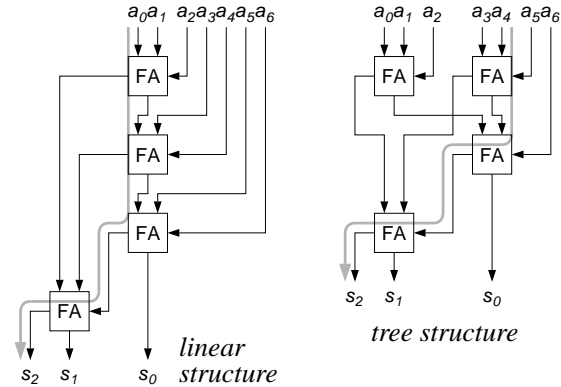 a0a1 a2a3a4a5a6
FA
FA
FA
FA
s2 s1 s0
linear
structure
a0a1 a2 a3a4 a5a6
FA FA
FA
FA
s2 s1 s0
tree structure